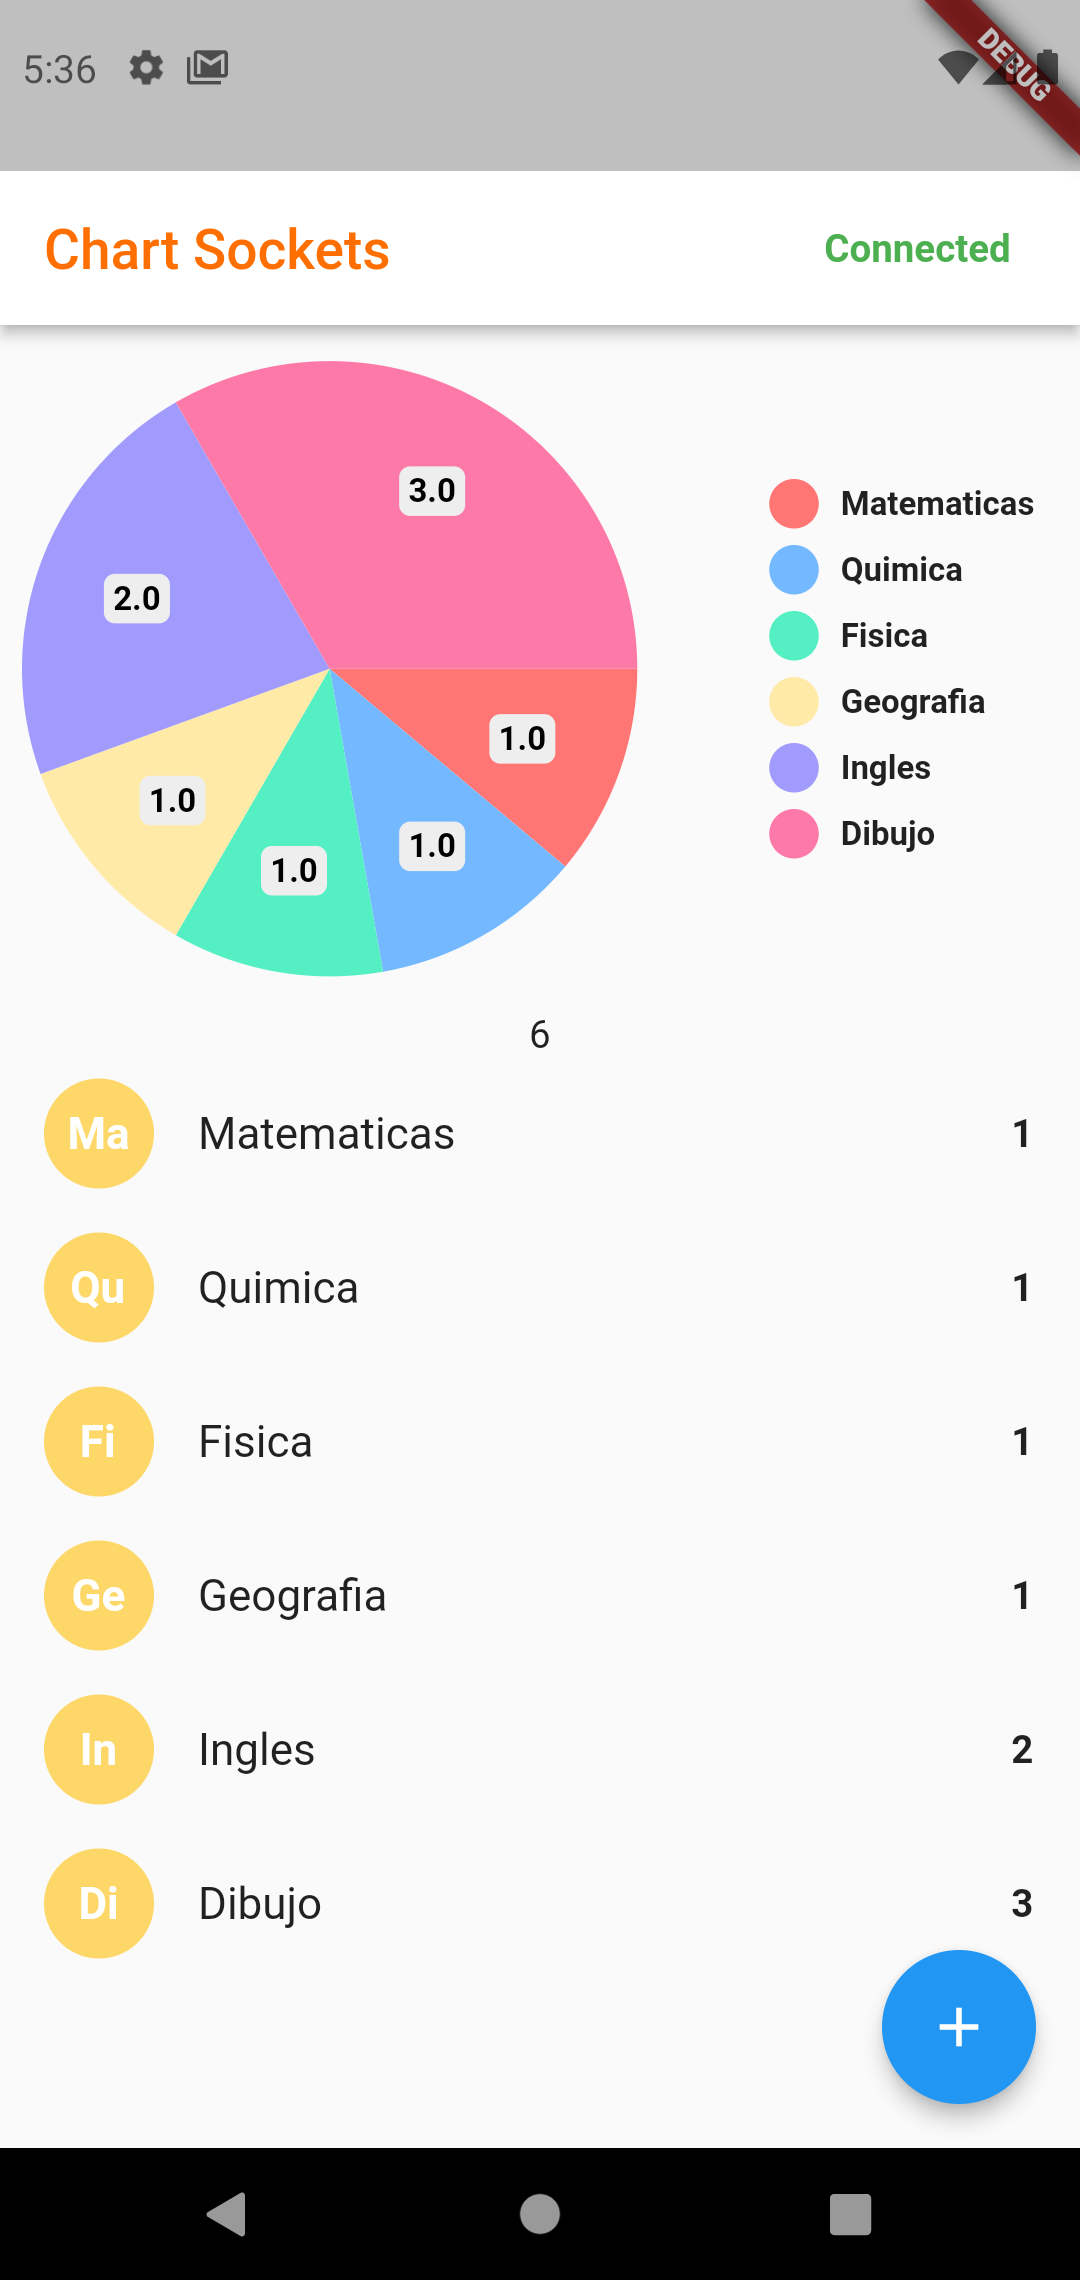 5:36
DEBUG
Chart Sockets
Connected
3.0
2.0
1.0
1.0
1.0
1.0
Matematicas
Quimica
Fisica
Geografia
Ingles
Dibujo
6
Ma Matematicas 1
Qu Quimica 1
Fi Fisica 1
Ge Geografia 1
In Ingles 2
Di Dibujo 3
+